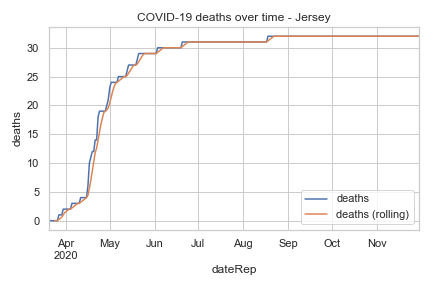 COVID-19 deaths over time - Jersey
deaths
30
25
20
15
10
5
0
Apr May Jun Jul Aug Sep Oct Nov
2020
dateRep
deaths
deaths (rolling)